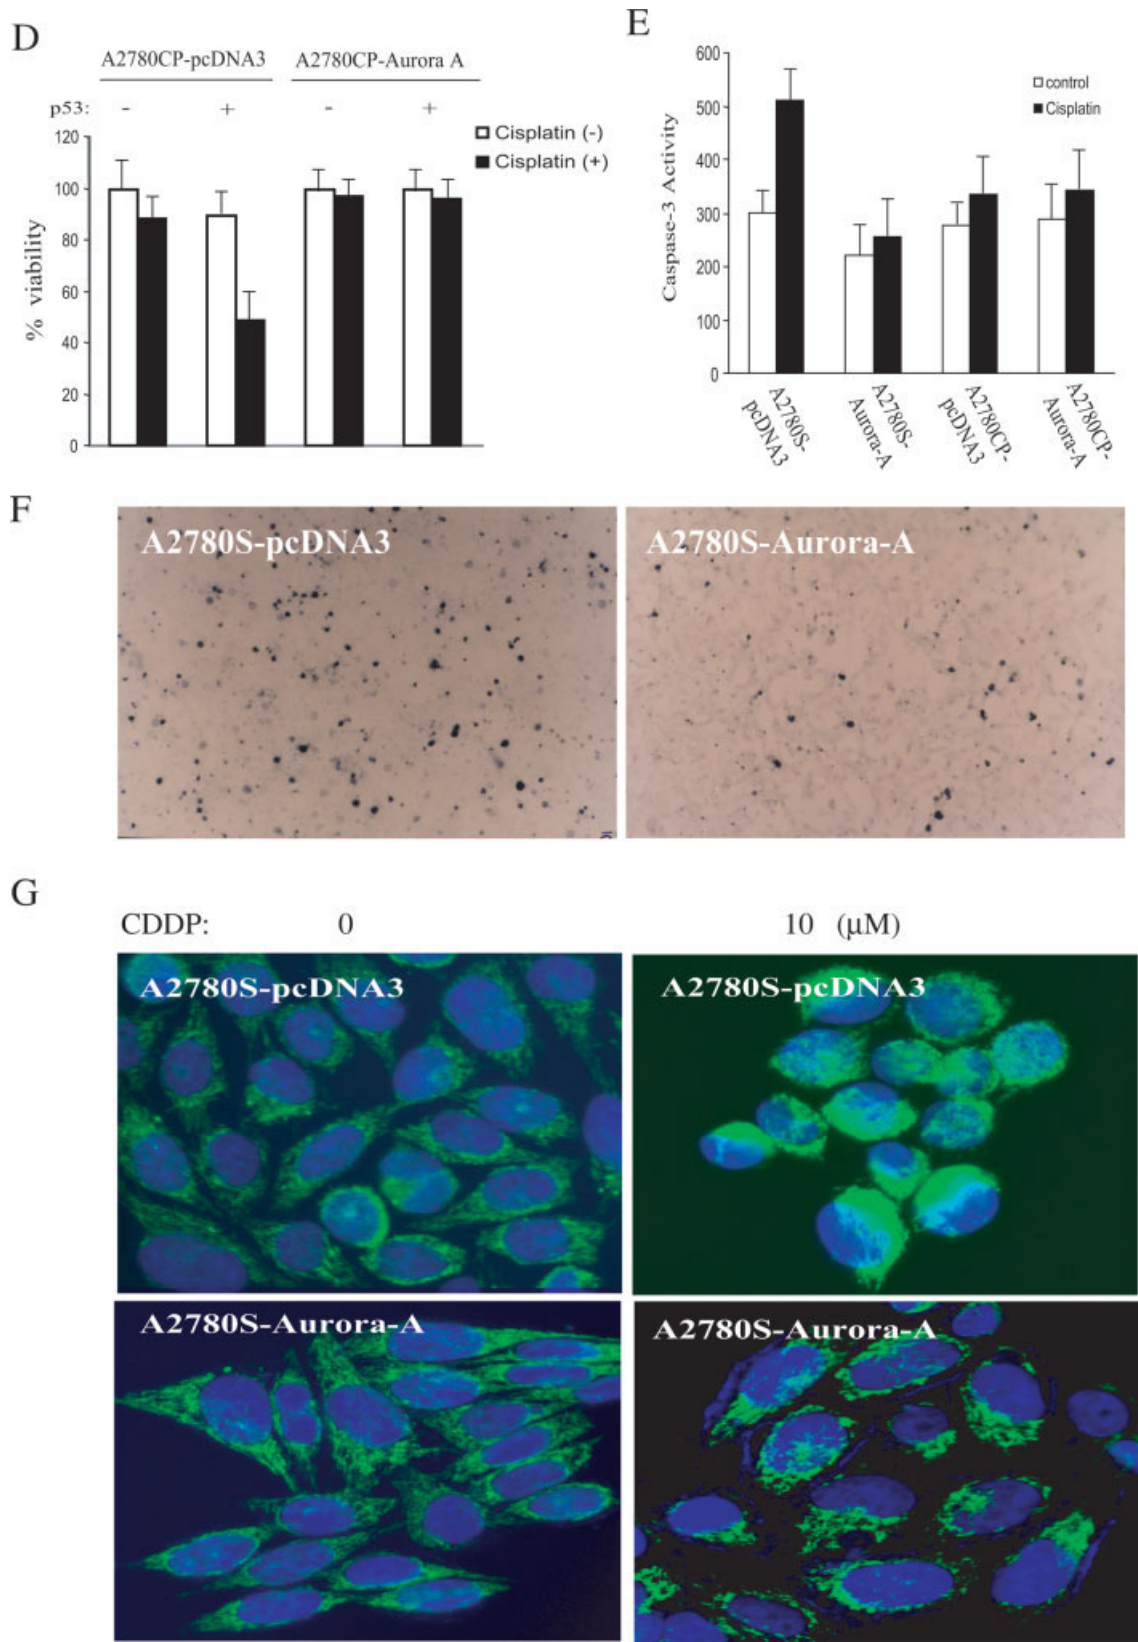 D
A2780CP-pcDNA3 A2780CP-Aurora A
p53: - + - +
Cisplatin (-)
Cisplatin (+)
% viability
120
100
80
60
40
20
0
E
Caspase-3 Activity
600
500
400
300
200
100
0
control
Cisplatin
A2780S-
pcDNA3
A2780S-
Aurora-A
A2780CP-
pcDNA3
A2780CP-
Aurora-A
F
A2780S-pcDNA3
A2780S-Aurora-A
G
CDDP: 0 10 (μM)
A2780S-pcDNA3
A2780S-pcDNA3
A2780S-Aurora-A
A2780S-Aurora-A